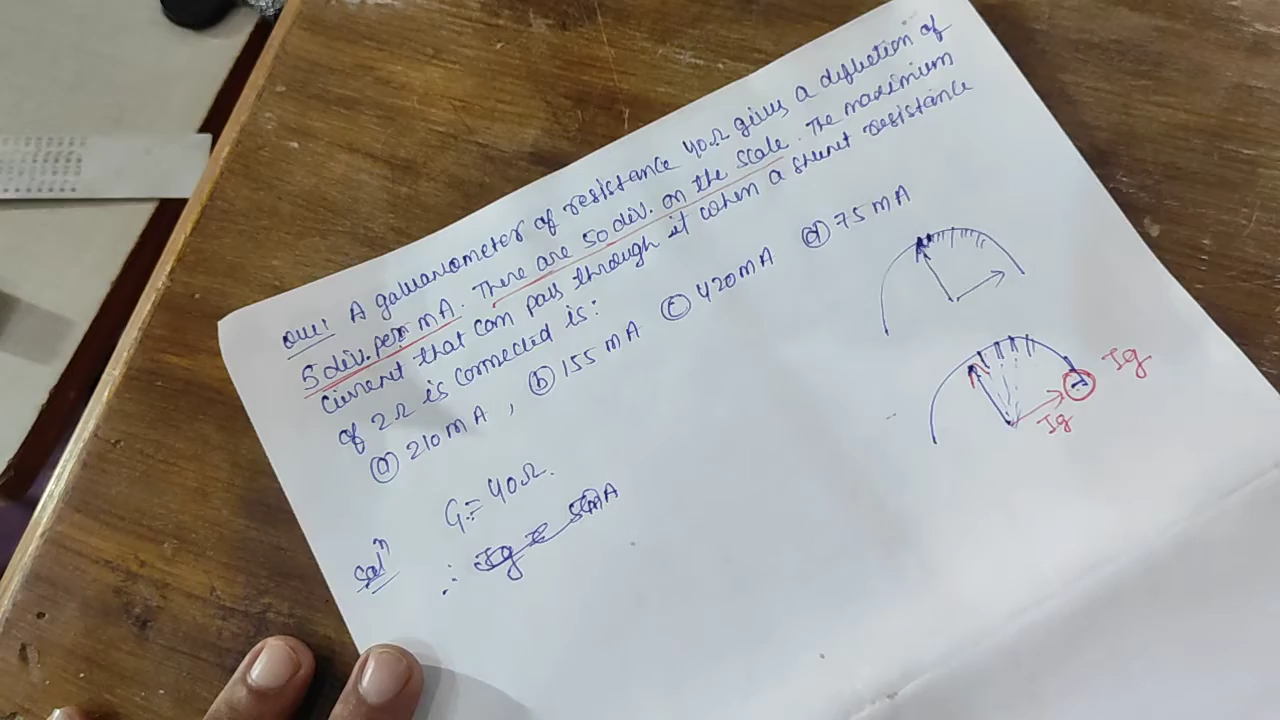 Que: A galvanometer of resistance 40Ω gives a deflection of
5 div. per mA. There are 50 div. on the scale. The maximum
current that can pass through it when a shunt resistance
of 2Ω is connected is:
(a) 210 mA, (b) 155 mA (c) 420 mA (d) 75 mA
Ig
Ig
Solⁿ G = 40Ω.
∴ Ig = 5mA